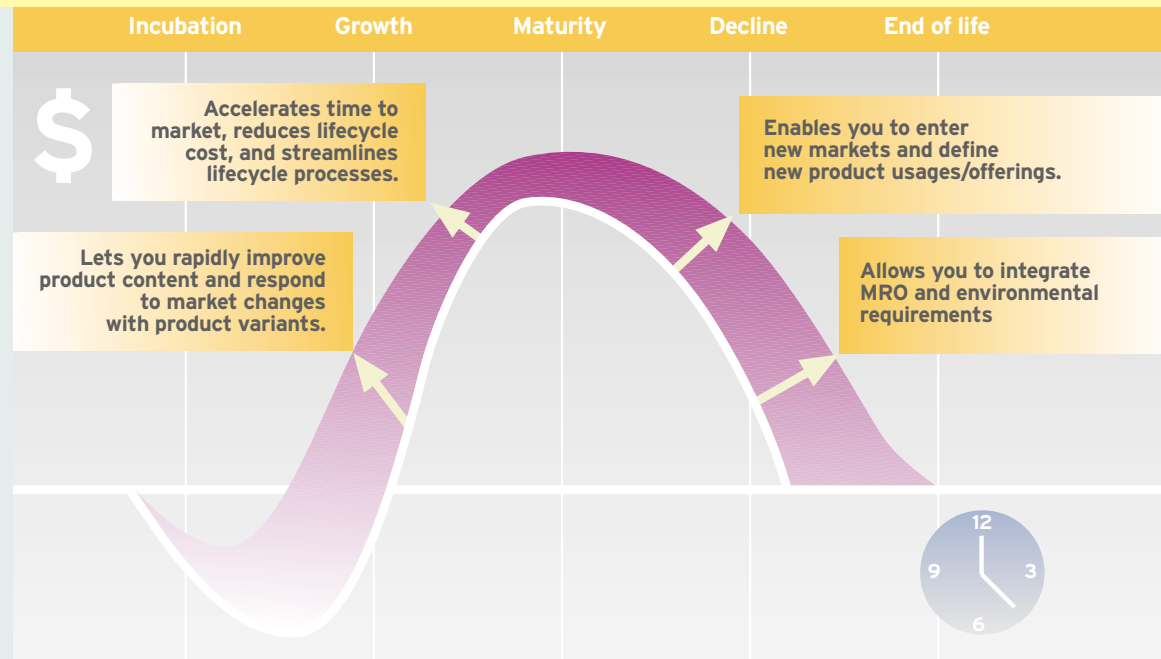 Incubation
Growth
Maturity
Decline
End of life
$
Accelerates time to
market, reduces lifecycle
cost, and streamlines
lifecycle processes.
Enables you to enter
new markets and define
new product usages/offerings.
Lets you rapidly improve
product content and respond
to market changes
with product variants.
Allows you to integrate
MRO and environmental
requirements
12
9
3
6